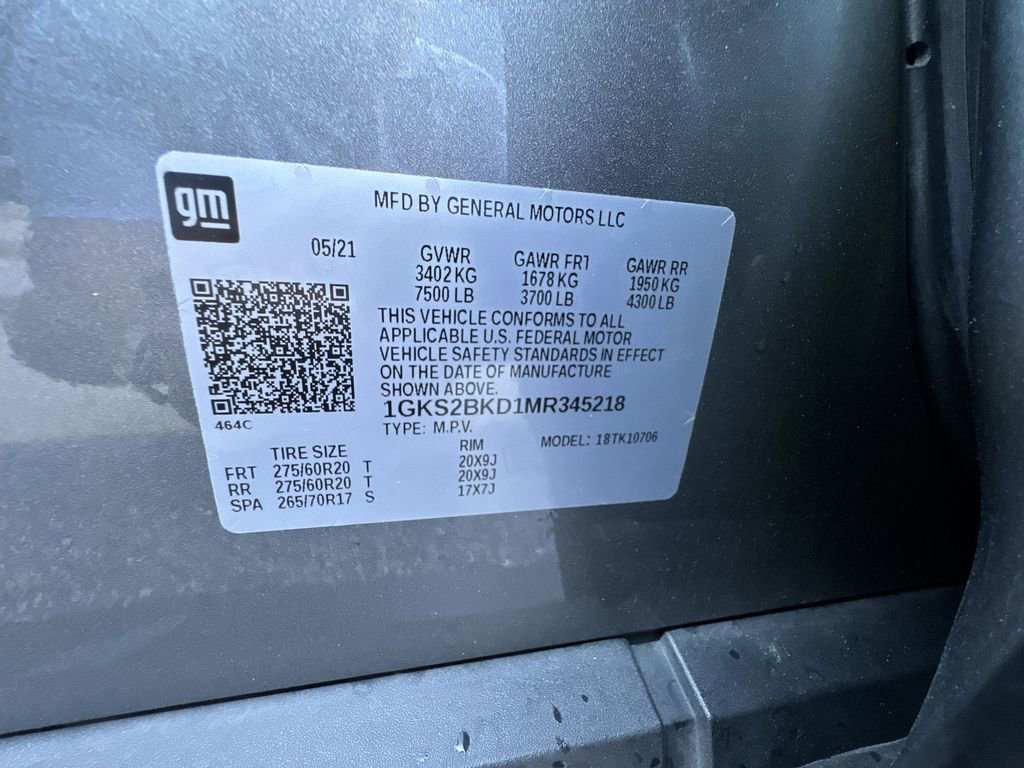 gm
MFD BY GENERAL MOTORS LLC
05/21
GVWR GAWR FRT GAWR RR
3402 KG 1678 KG 1950 KG
7500 LB 3700 LB 4300 LB
THIS VEHICLE CONFORMS TO ALL
APPLICABLE U.S. FEDERAL MOTOR
VEHICLE SAFETY STANDARDS IN EFFECT
ON THE DATE OF MANUFACTURE
SHOWN ABOVE.
1GKS2BKD1MR345218
464C
TYPE: M.P.V. MODEL: 18TK10706
TIRE SIZE RIM
FRT 275/60R20 T 20X9J
RR 275/60R20 T 20X9J
SPA 265/70R17 S 17X7J